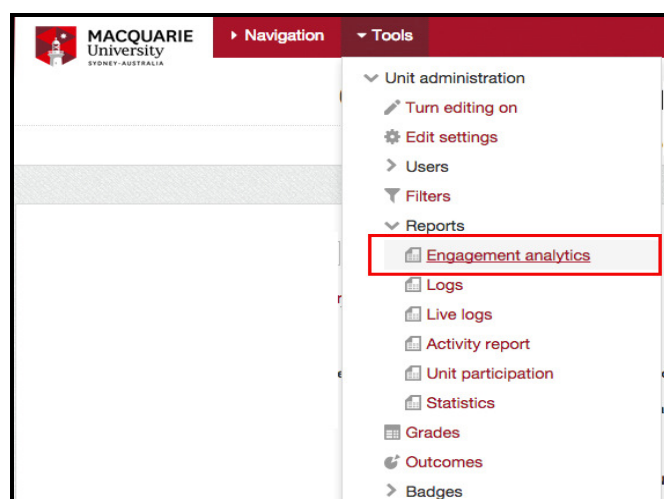 MACQUARIE
University
SYDNEY-AUSTRALIA
Navigation
Tools
Unit administration
Turn editing on
Edit settings
Users
Filters
Reports
Engagement analytics
Logs
Live logs
Activity report
Unit participation
Statistics
Grades
Outcomes
Badges